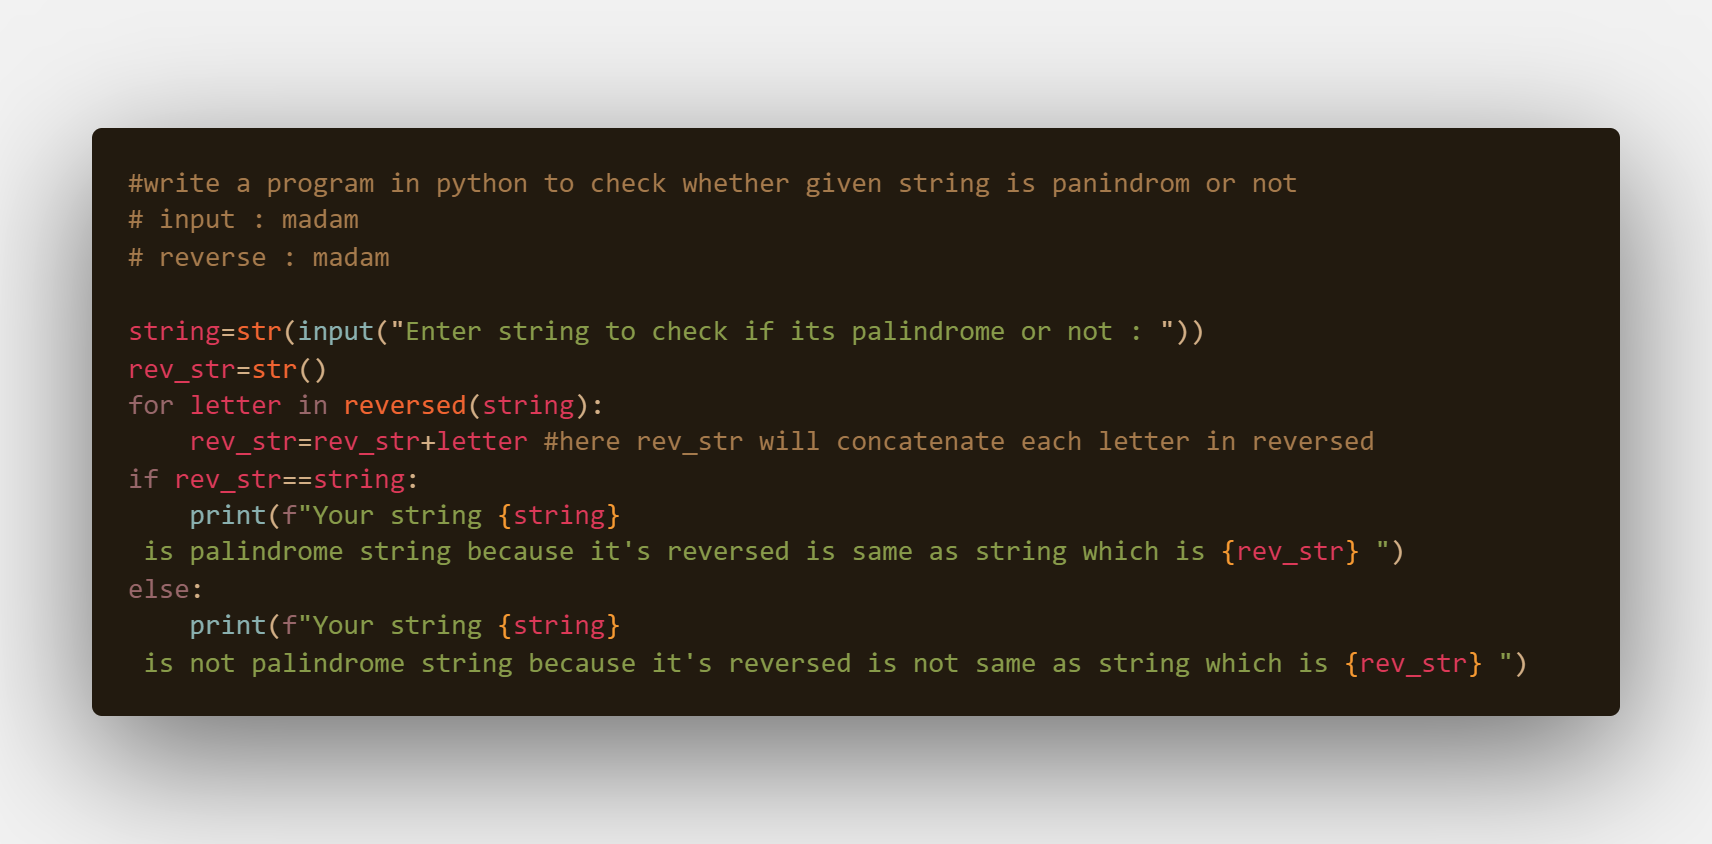 #write a program in python to check whether given string is panindrom or not
# input : madam
# reverse : madam

string=str(input("Enter string to check if its palindrome or not : "))
rev_str=str()
for letter in reversed(string):
    rev_str=rev_str+letter #here rev_str will concatenate each letter in reversed
if rev_str==string:
    print(f"Your string {string}
 is palindrome string because it's reversed is same as string which is {rev_str} ")
else:
    print(f"Your string {string}
 is not palindrome string because it's reversed is not same as string which is {rev_str} ")